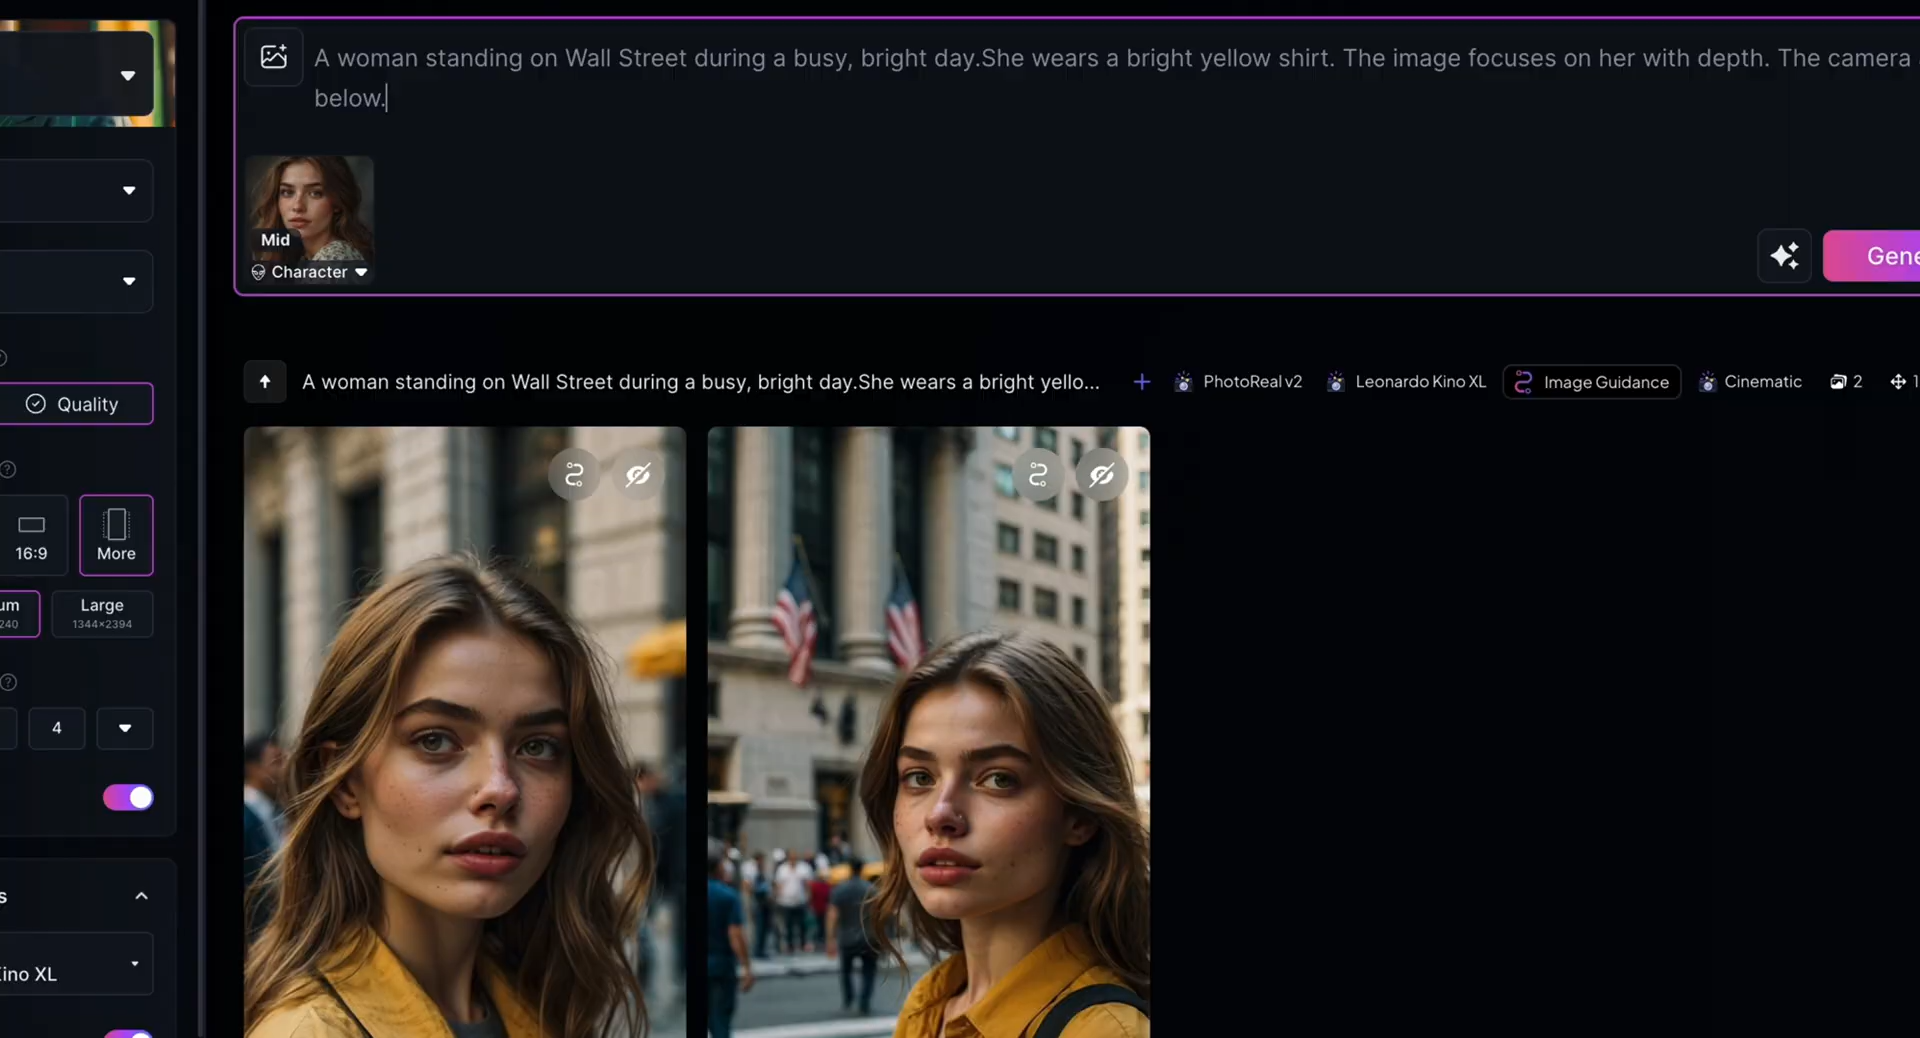 A woman standing on Wall Street during a busy, bright day.She wears a bright yellow shirt. The image focuses on her with depth. The camera
below.
Mid
Character
Gene
A woman standing on Wall Street during a busy, bright day.She wears a bright yello...
PhotoReal v2
Leonardo Kino XL
Image Guidance
Cinematic
2
1
Quality
16:9
More
um
240
Large
1344×2394
4
s
Kino XL